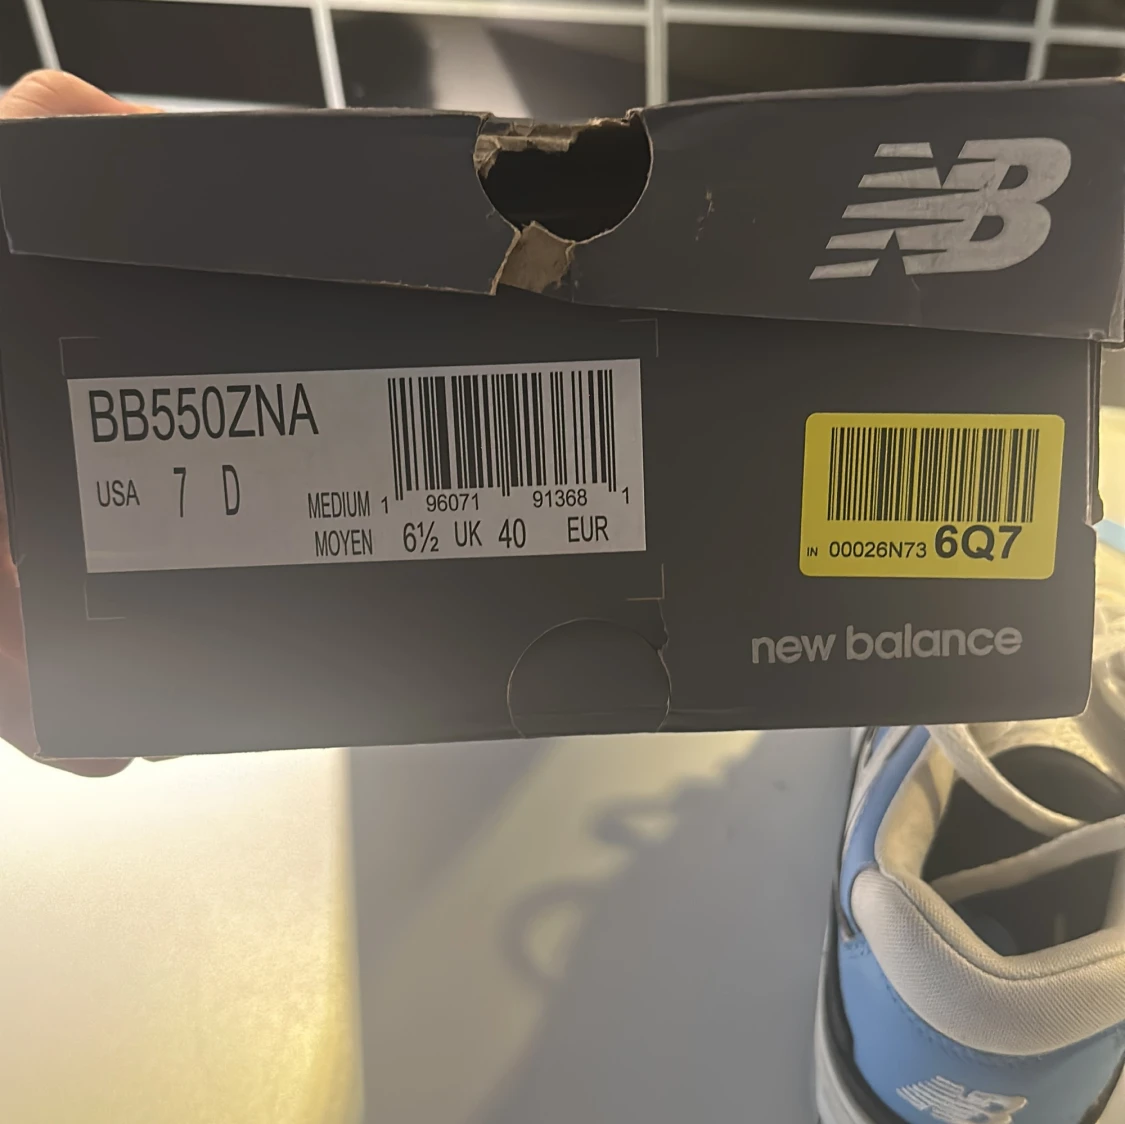 NB
BB550ZNA
USA 7 D
MEDIUM
MOYEN
1 96071 91368 1
6½ UK 40 EUR
IN 00026N73 6Q7
new balance
NB